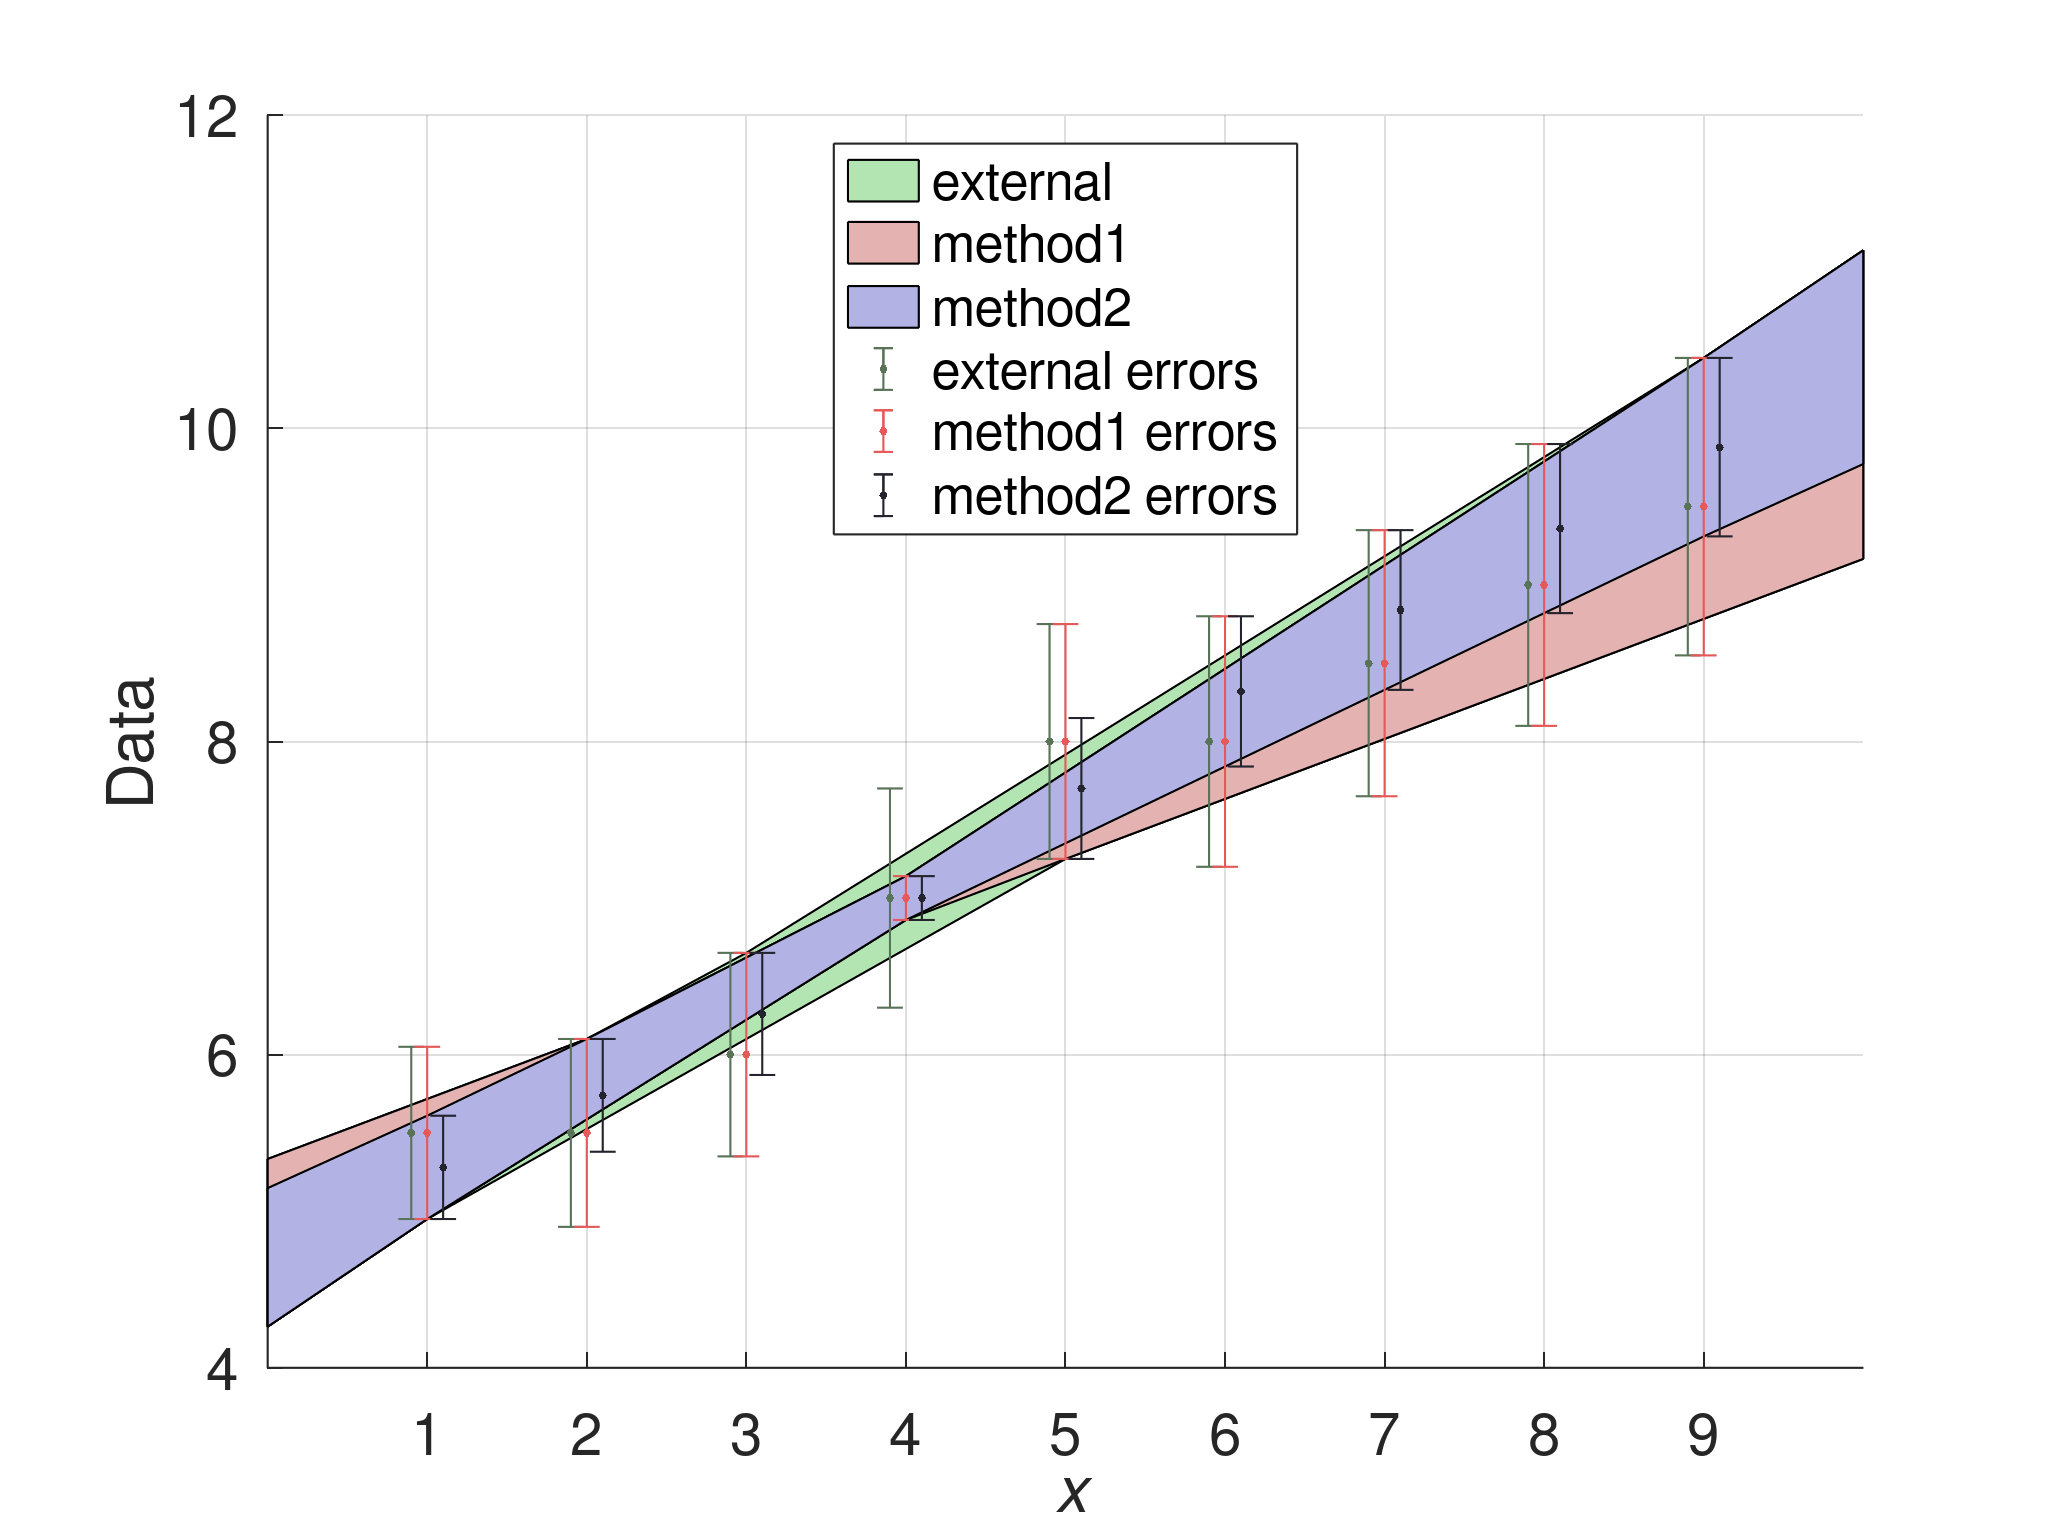 12
10
8
6
4
Data
external
method1
method2
external errors
method1 errors
method2 errors
1 2 3 4 5 6 7 8 9
x